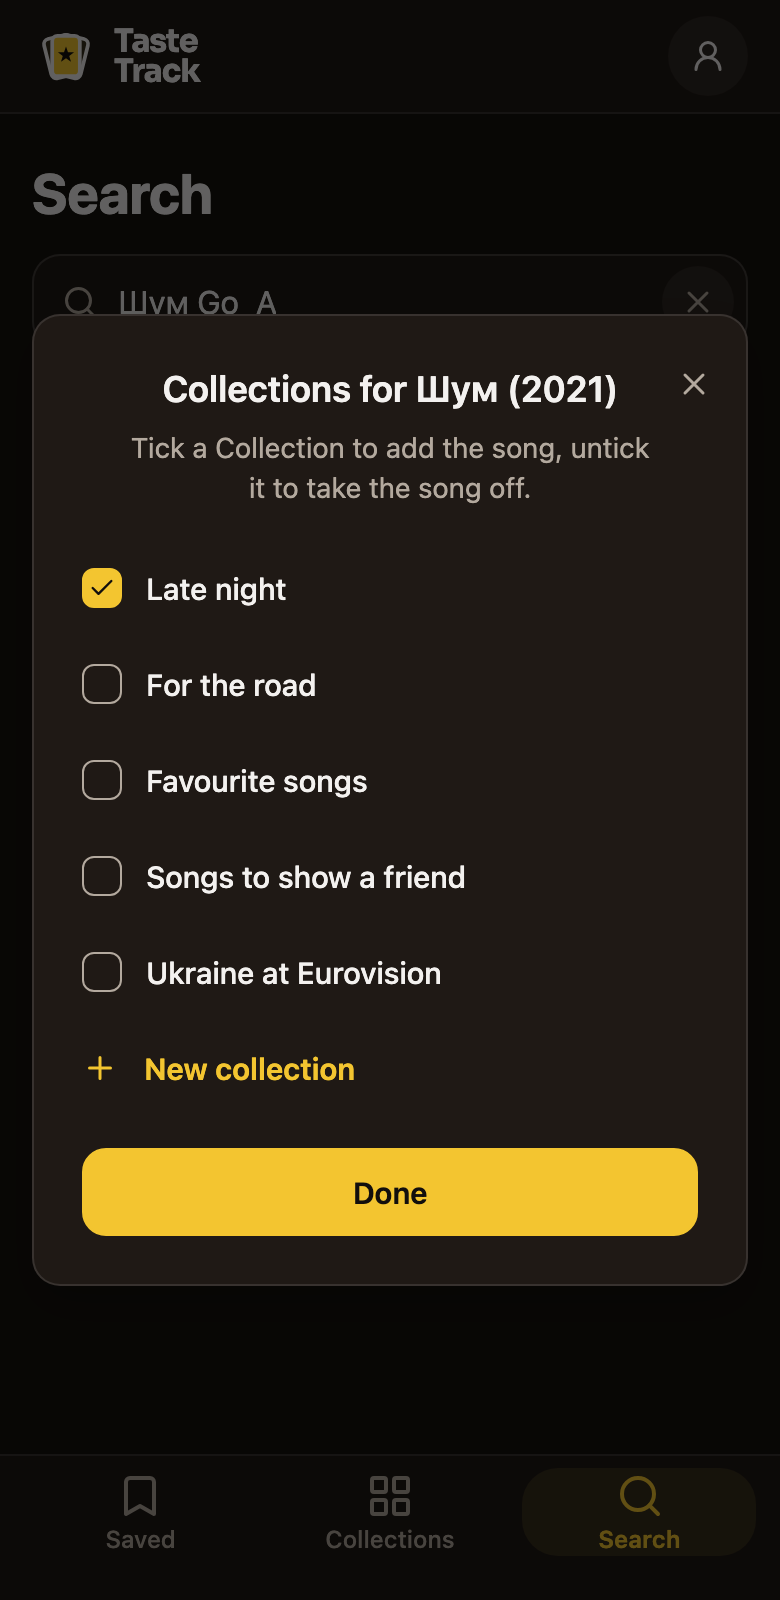 Taste
Track
Search
Шум Go_A
Collections for Шум (2021)
Tick a Collection to add the song, untick
it to take the song off.
Late night
For the road
Favourite songs
Songs to show a friend
Ukraine at Eurovision
New collection
Done
Saved
Collections
Search